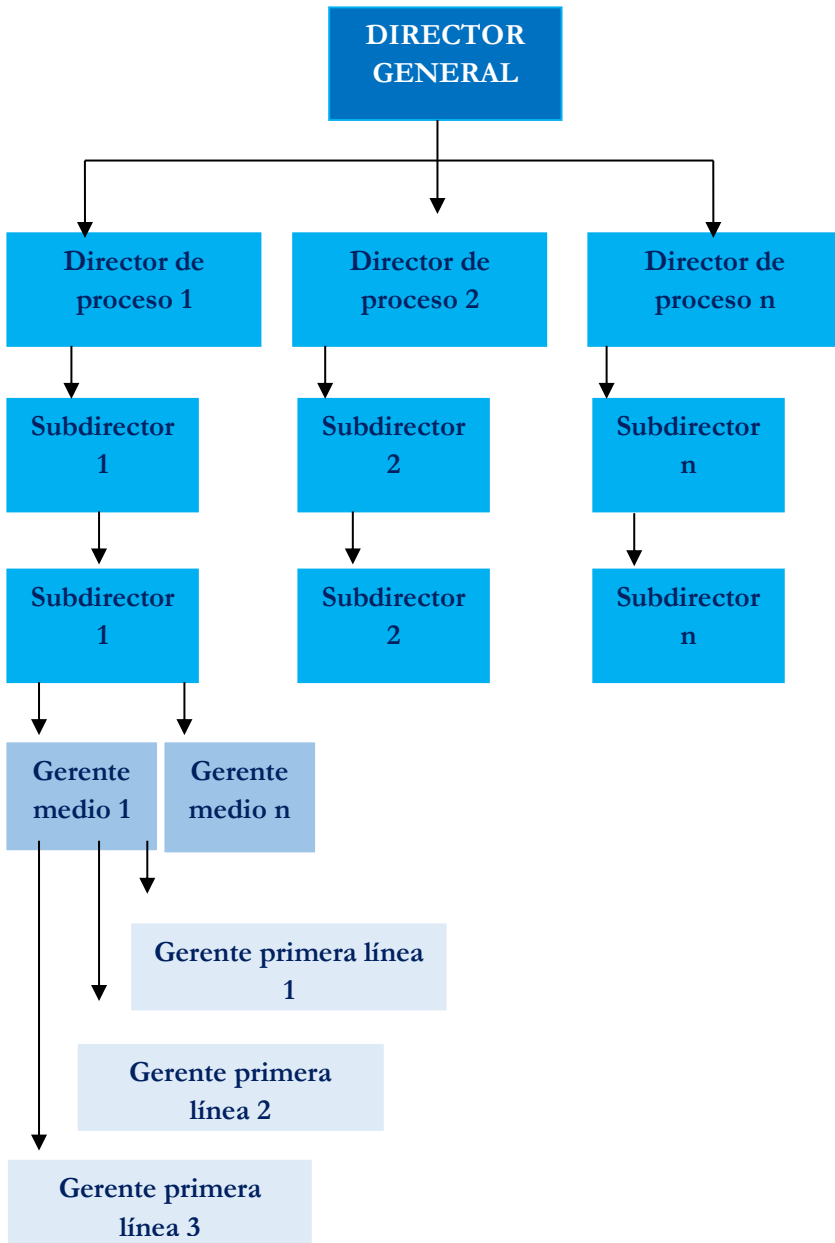 DIRECTOR
GENERAL
Director de
proceso 1
Director de
proceso 2
Director de
proceso n
Subdirector
1
Subdirector
2
Subdirector
n
Subdirector
1
Subdirector
2
Subdirector
n
Gerente
medio 1
Gerente
medio n
Gerente primera línea
1
Gerente primera
línea 2
Gerente primera
línea 3